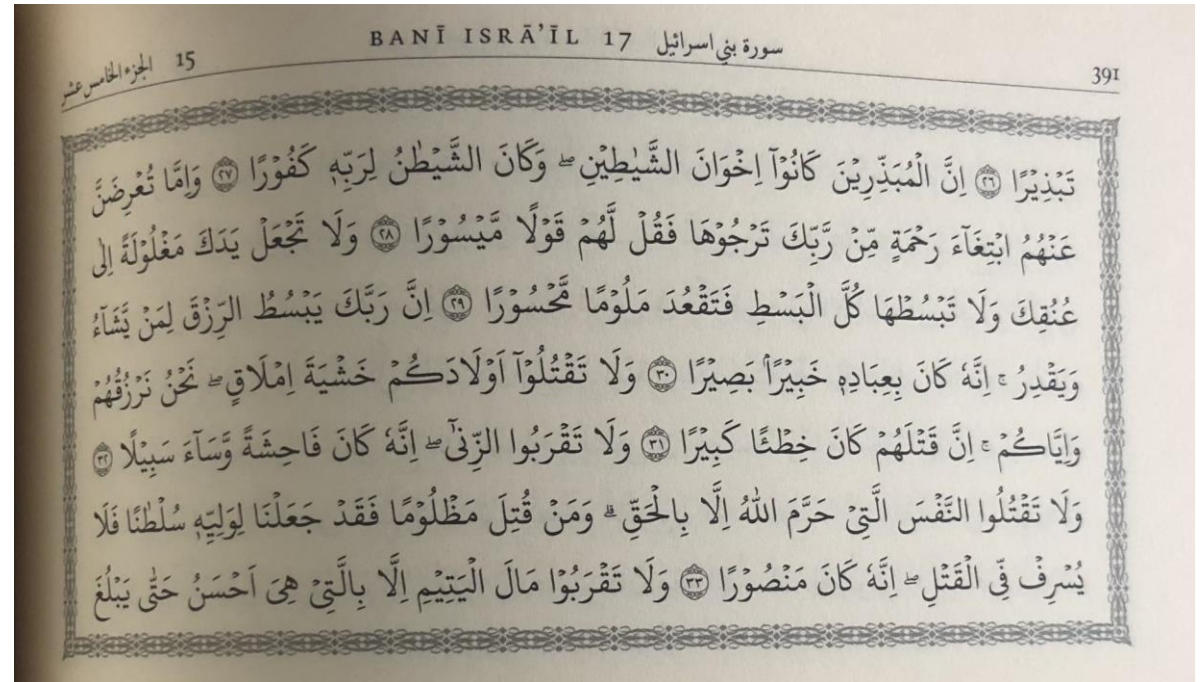 الجزء الخامس عشر 15 BANĪ ISRĀ’ĪL 17 سورة بني اسرائيل 391
تَبۡذِيۡرًا ﴿٢٦﴾ اِنَّ الۡمُبَذِّرِيۡنَ كَانُوۡۤا اِخۡوَانَ الشَّيٰطِيۡنِ ؕ وَكَانَ الشَّيۡطٰنُ لِرَبِّهٖ كَفُوۡرًا ﴿٢٧﴾ وَاِمَّا تُعۡرِضَنَّ
عَنۡهُمُ ابۡتِغَآءَ رَحۡمَةٍ مِّنۡ رَّبِّكَ تَرۡجُوۡهَا فَقُلۡ لَّهُمۡ قَوۡلًا مَّيۡسُوۡرًا ﴿٢٨﴾ وَلَا تَجۡعَلۡ يَدَكَ مَغۡلُوۡلَةً اِلٰى
عُنُقِكَ وَلَا تَبۡسُطۡهَا كُلَّ الۡبَسۡطِ فَتَقۡعُدَ مَلُوۡمًا مَّحۡسُوۡرًا ﴿٢٩﴾ اِنَّ رَبَّكَ يَبۡسُطُ الرِّزۡقَ لِمَنۡ يَّشَآءُ
وَيَقۡدِرُ ؕ اِنَّهٗ كَانَ بِعِبَادِهٖ خَبِيۡرًۢا بَصِيۡرًا ﴿٣٠﴾ وَلَا تَقۡتُلُوۡۤا اَوۡلَادَكُمۡ خَشۡيَةَ اِمۡلَاقٍ ؕ نَحۡنُ نَرۡزُقُهُمۡ
وَاِيَّاكُمۡ ؕ اِنَّ قَتۡلَهُمۡ كَانَ خِطۡئًا كَبِيۡرًا ﴿٣١﴾ وَلَا تَقۡرَبُوا الزِّنٰٓى ؕ اِنَّهٗ كَانَ فَاحِشَةً وَّسَآءَ سَبِيۡلًا ﴿٣٢﴾
وَلَا تَقۡتُلُوا النَّفۡسَ الَّتِىۡ حَرَّمَ اللّٰهُ اِلَّا بِالۡحَقِّ ؕ وَمَنۡ قُتِلَ مَظۡلُوۡمًا فَقَدۡ جَعَلۡنَا لِوَلِيِّهٖ سُلۡطٰنًا فَلَا
يُسۡرِفۡ فِّى الۡقَتۡلِ ؕ اِنَّهٗ كَانَ مَنۡصُوۡرًا ﴿٣٣﴾ وَلَا تَقۡرَبُوۡا مَالَ الۡيَتِيۡمِ اِلَّا بِالَّتِىۡ هِىَ اَحۡسَنُ حَتّٰى يَبۡلُغَ